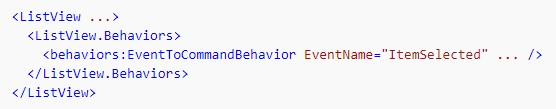 <ListView ...>
<ListView.Behaviors>
<behaviors:EventToCommandBehavior EventName="ItemSelected" ... />
</ListView.Behaviors>
</ListView>